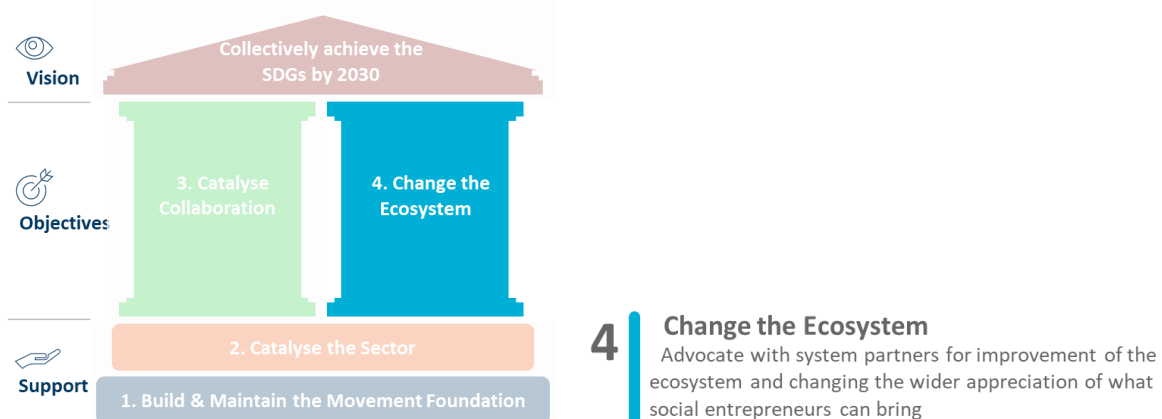 Vision
Collectively achieve the
SDGs by 2030
Objectives
3. Catalyse
Collaboration
4. Change the
Ecosystem
Support
2. Catalyse the Sector
1. Build & Maintain the Movement Foundation
4
Change the Ecosystem
Advocate with system partners for improvement of the
ecosystem and changing the wider appreciation of what
social entrepreneurs can bring